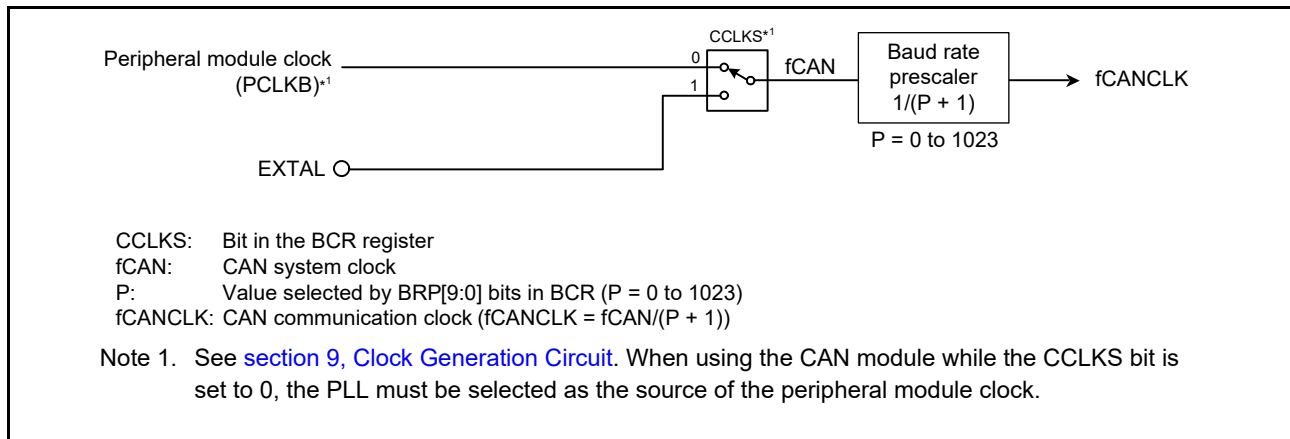 CCLKS*1
Peripheral module clock
(PCLKB)*1
0
1
fCAN
Baud rate
prescaler
1/(P + 1)
fCANCLK
P = 0 to 1023
EXTAL
CCLKS: Bit in the BCR register
fCAN: CAN system clock
P: Value selected by BRP[9:0] bits in BCR (P = 0 to 1023)
fCANCLK: CAN communication clock (fCANCLK = fCAN/(P + 1))
Note 1. See section 9, Clock Generation Circuit. When using the CAN module while the CCLKS bit is
set to 0, the PLL must be selected as the source of the peripheral module clock.